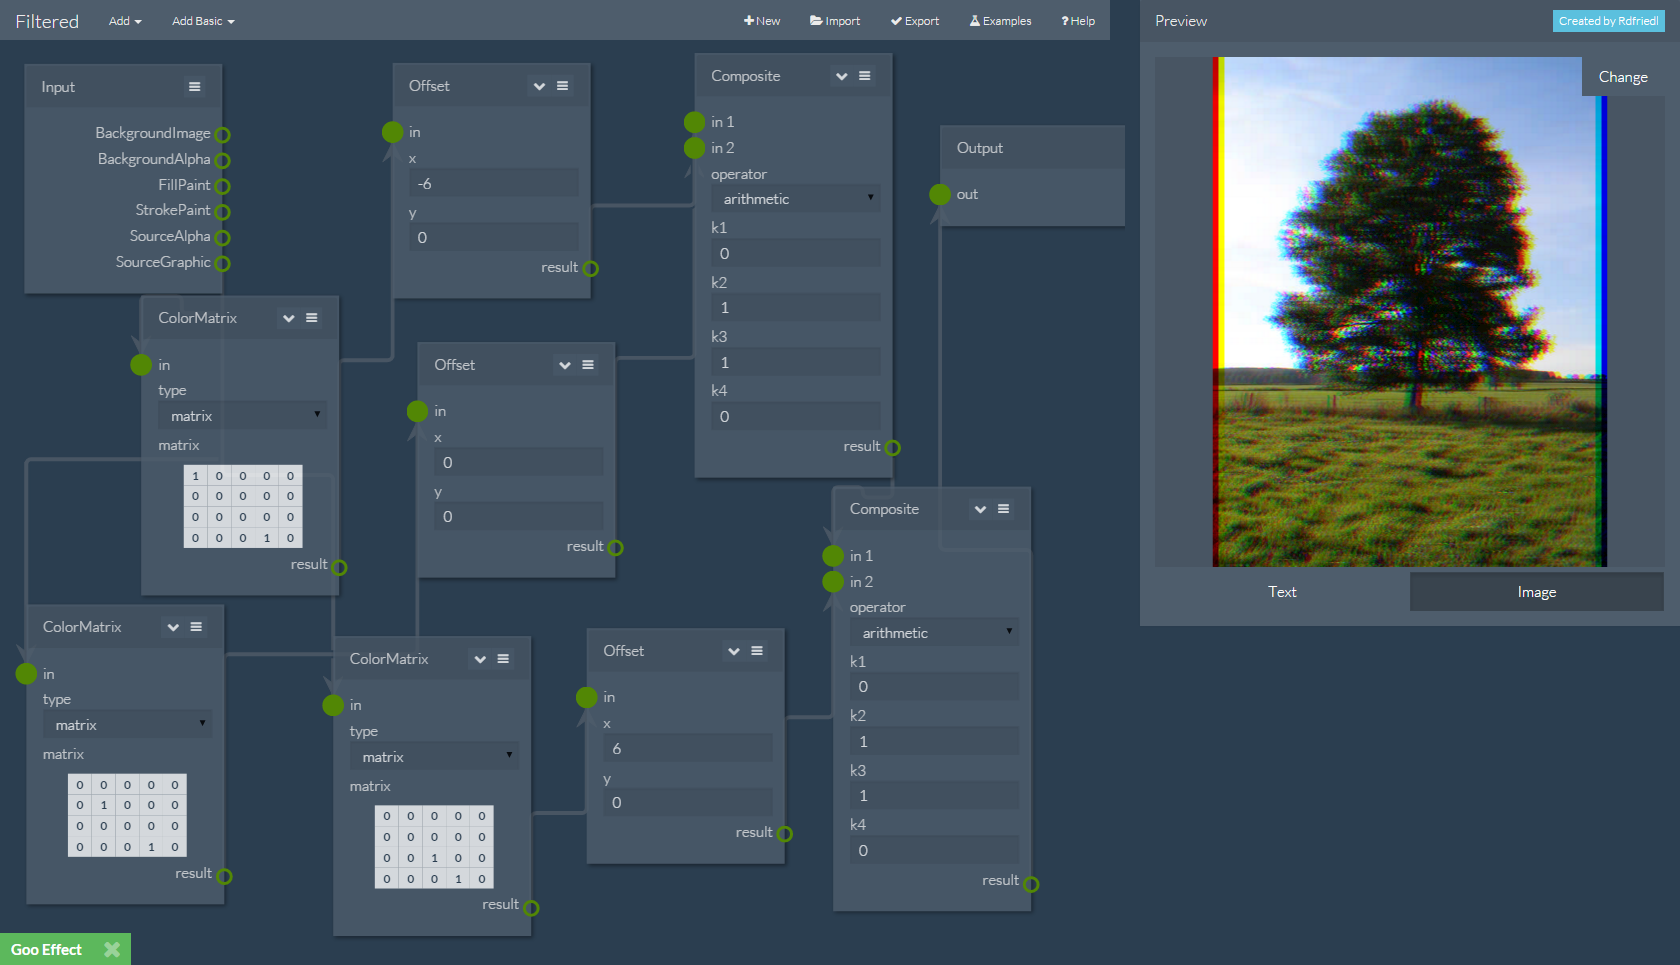 Filtered
Add
Add Basic
New
Import
Export
Examples
Help
Preview
Created by Rdfriedl
Change
Text
Image
Input
BackgroundImage
BackgroundAlpha
FillPaint
StrokePaint
SourceAlpha
SourceGraphic
Offset
in
x
-6
y
0
result
Composite
in 1
in 2
operator
arithmetic
k1
0
k2
1
k3
1
k4
0
result
Output
out
ColorMatrix
in
type
matrix
matrix
1 0 0 0 0
0 0 0 0 0
0 0 0 0 0
0 0 0 1 0
result
Offset
in
x
0
y
0
result
Composite
in 1
in 2
operator
arithmetic
k1
0
k2
1
k3
1
k4
0
result
ColorMatrix
in
type
matrix
matrix
0 0 0 0 0
0 1 0 0 0
0 0 0 0 0
0 0 0 1 0
result
ColorMatrix
in
type
matrix
matrix
0 0 0 0 0
0 0 0 0 0
0 0 1 0 0
0 0 0 1 0
result
Offset
in
x
6
y
0
result
Goo Effect